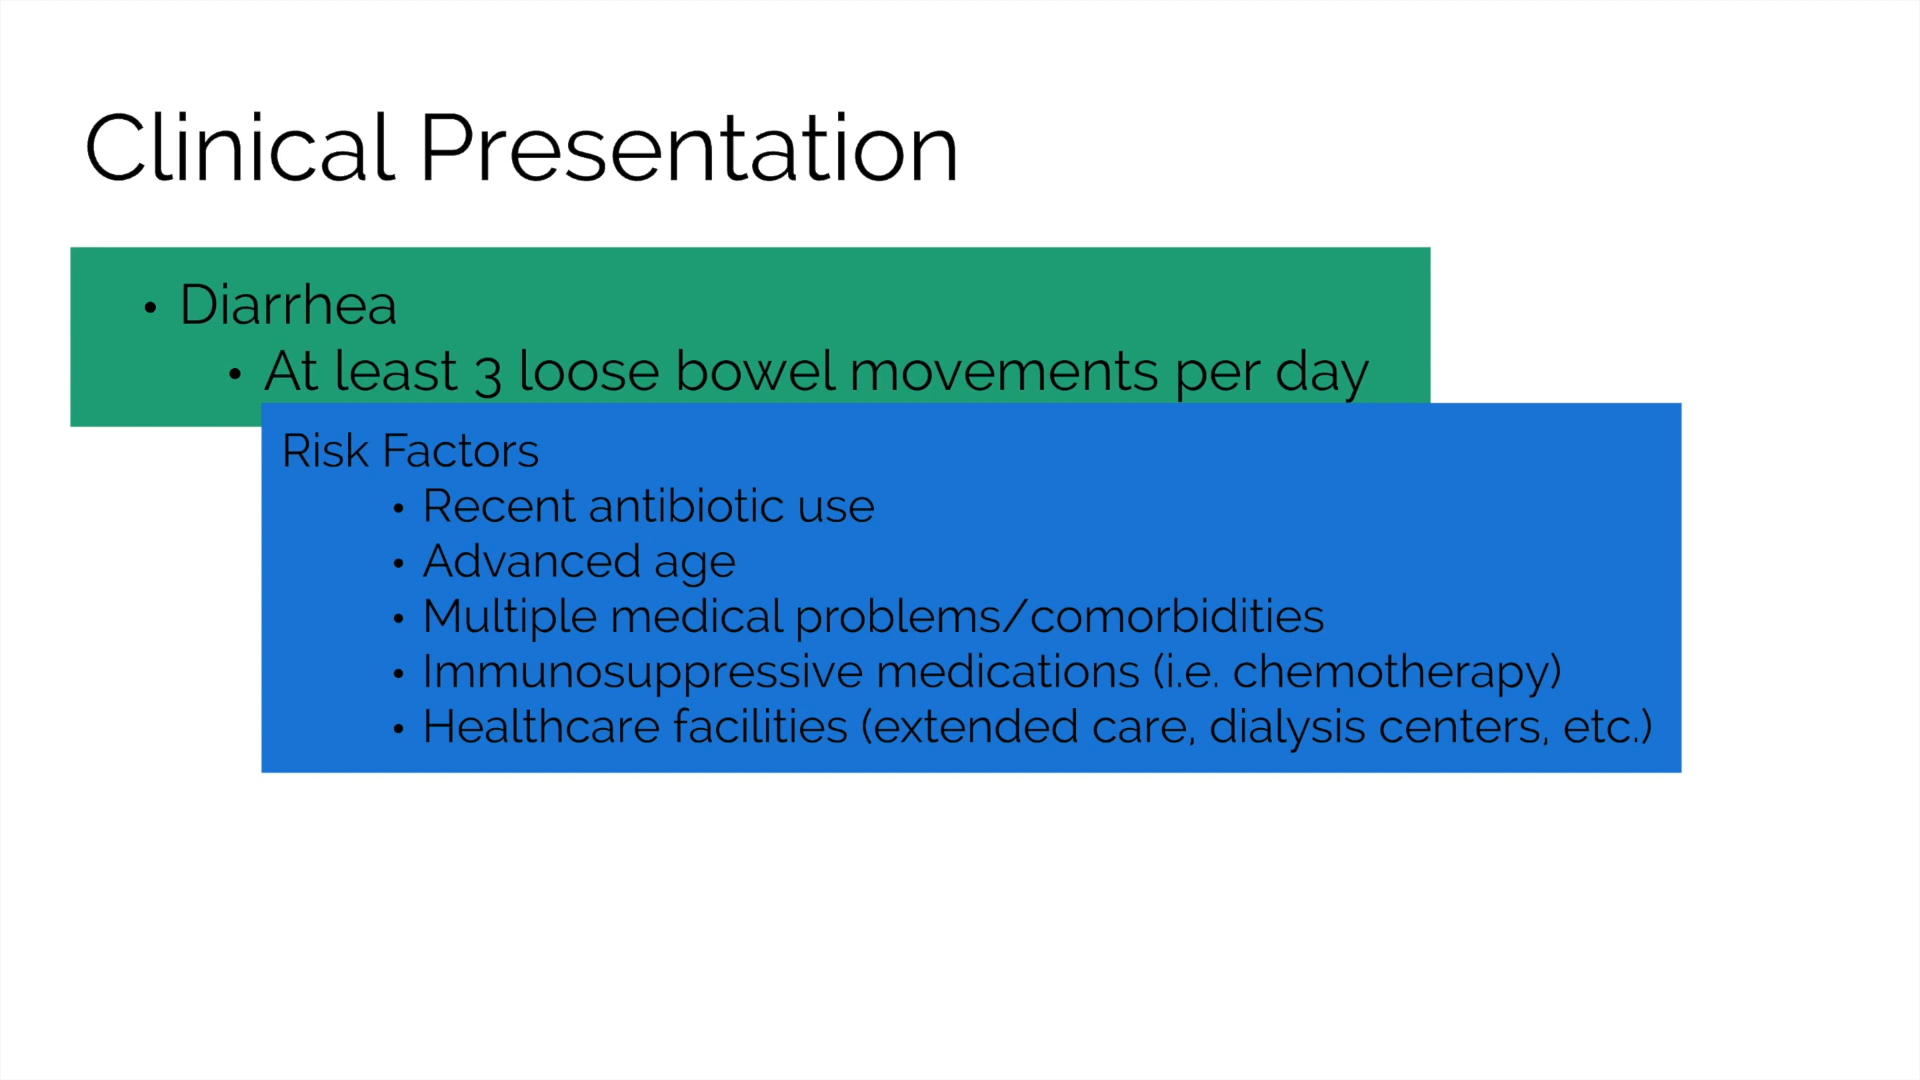 Clinical Presentation
• Diarrhea
• At least 3 loose bowel movements per day
Risk Factors
• Recent antibiotic use
• Advanced age
• Multiple medical problems/comorbidities
• Immunosuppressive medications (i.e. chemotherapy)
• Healthcare facilities (extended care, dialysis centers, etc.)